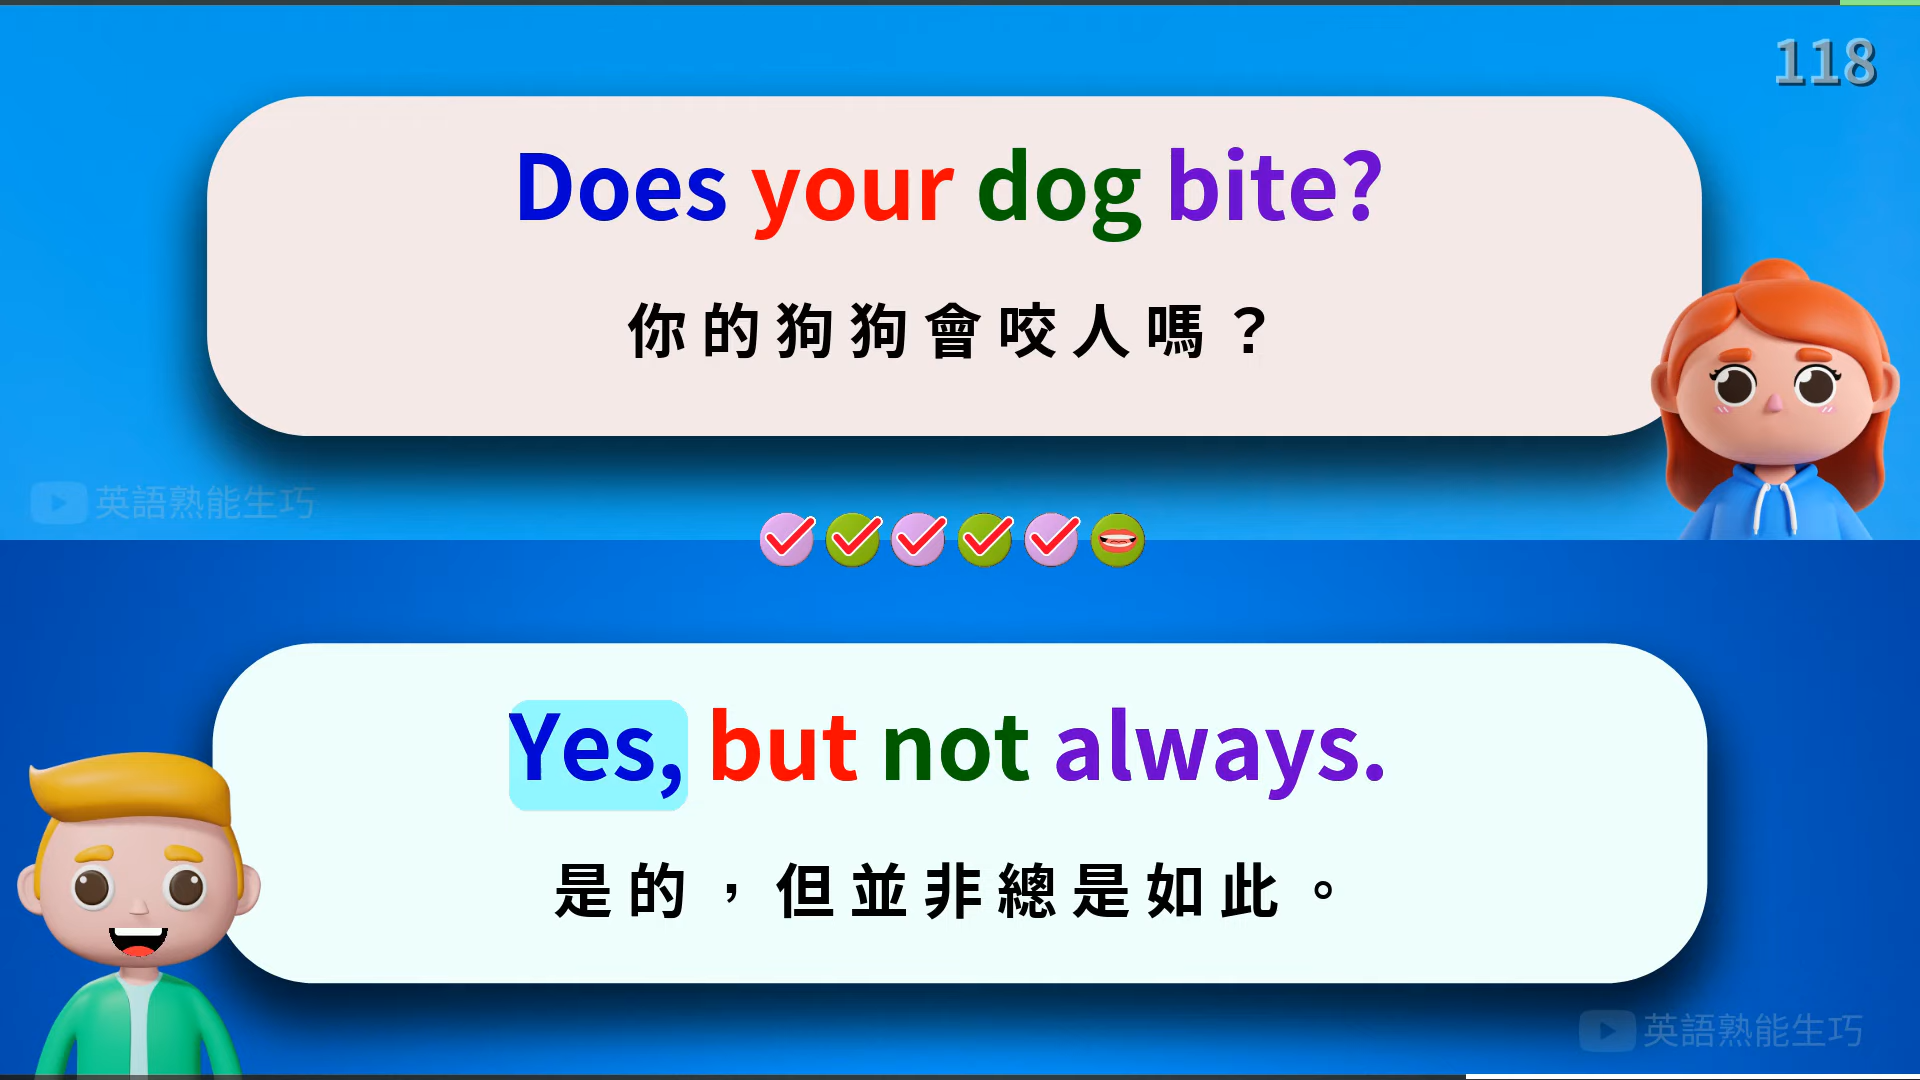 118
Does your dog bite?
你的狗狗會咬人嗎？
英語熟能生巧
Yes, but not always.
是的，但並非總是如此。
英語熟能生巧